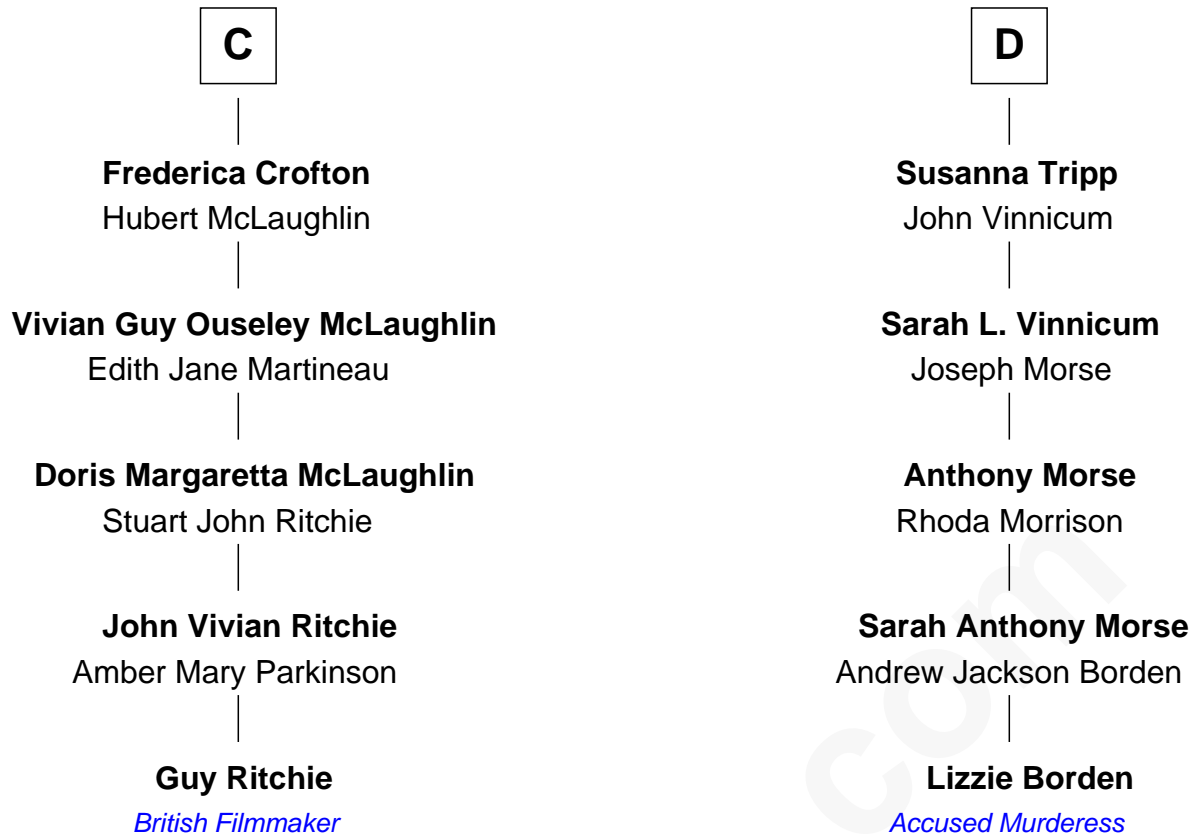 C
Frederica Crofton
Hubert McLaughlin
Vivian Guy Ouseley McLaughlin
Edith Jane Martineau
Doris Margaretta McLaughlin
Stuart John Ritchie
John Vivian Ritchie
Amber Mary Parkinson
Guy Ritchie
British Filmmaker
D
Susanna Tripp
John Vinnicum
Sarah L. Vinnicum
Joseph Morse
Anthony Morse
Rhoda Morrison
Sarah Anthony Morse
Andrew Jackson Borden
Lizzie Borden
Accused Murderess
com